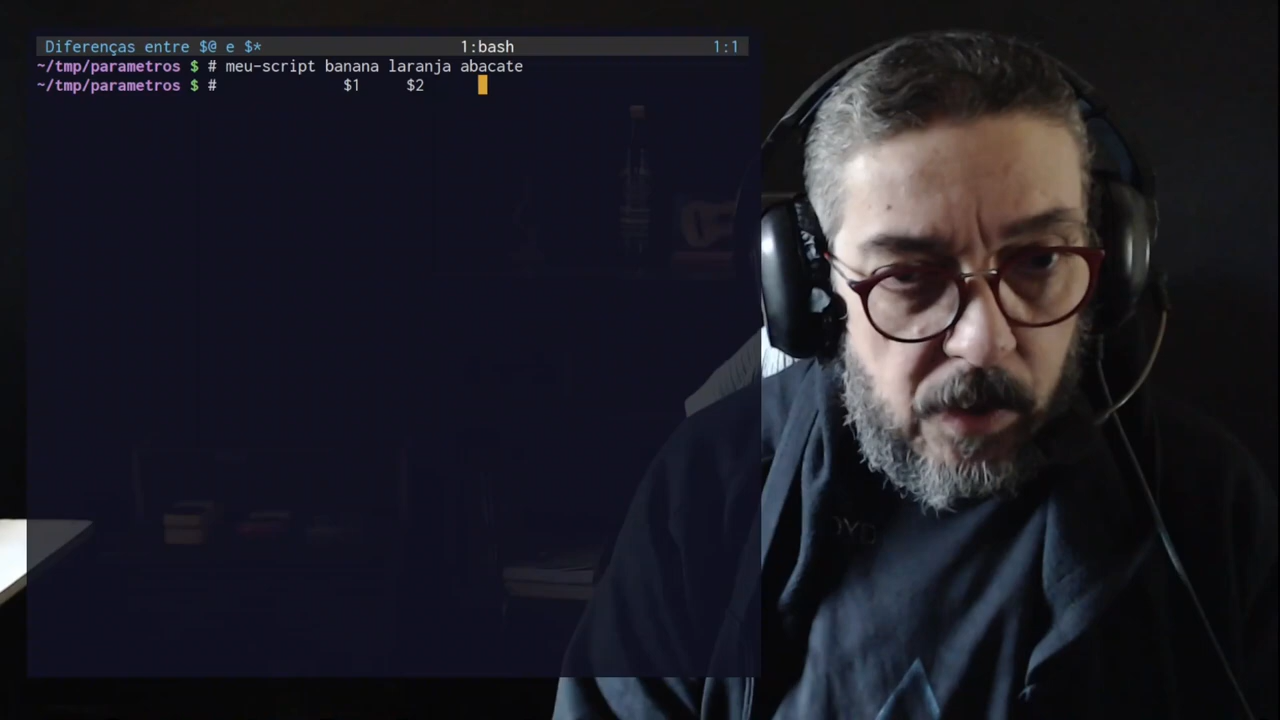 Diferenças entre $@ e $* 1:bash 1:1
~/tmp/parametros $ # meu-script banana laranja abacate
~/tmp/parametros $ # $1 $2